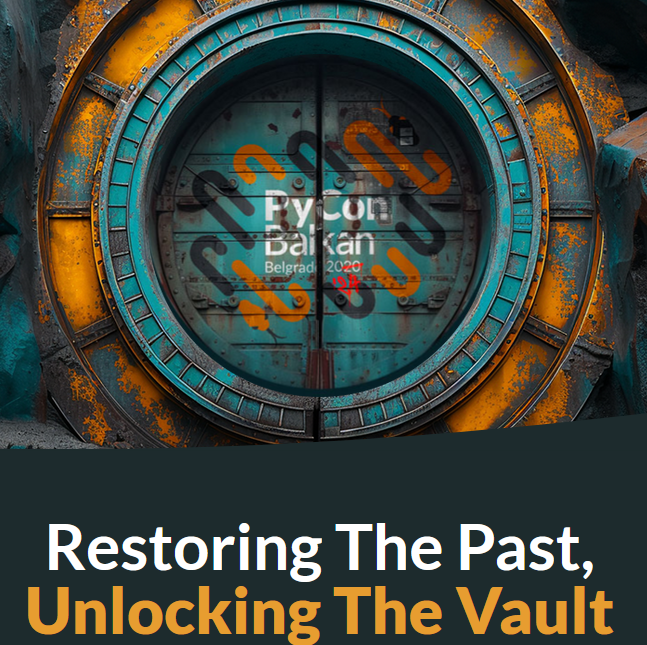 PyCon
Balkan
Belgrade 2020
Restoring The Past,
Unlocking The Vault